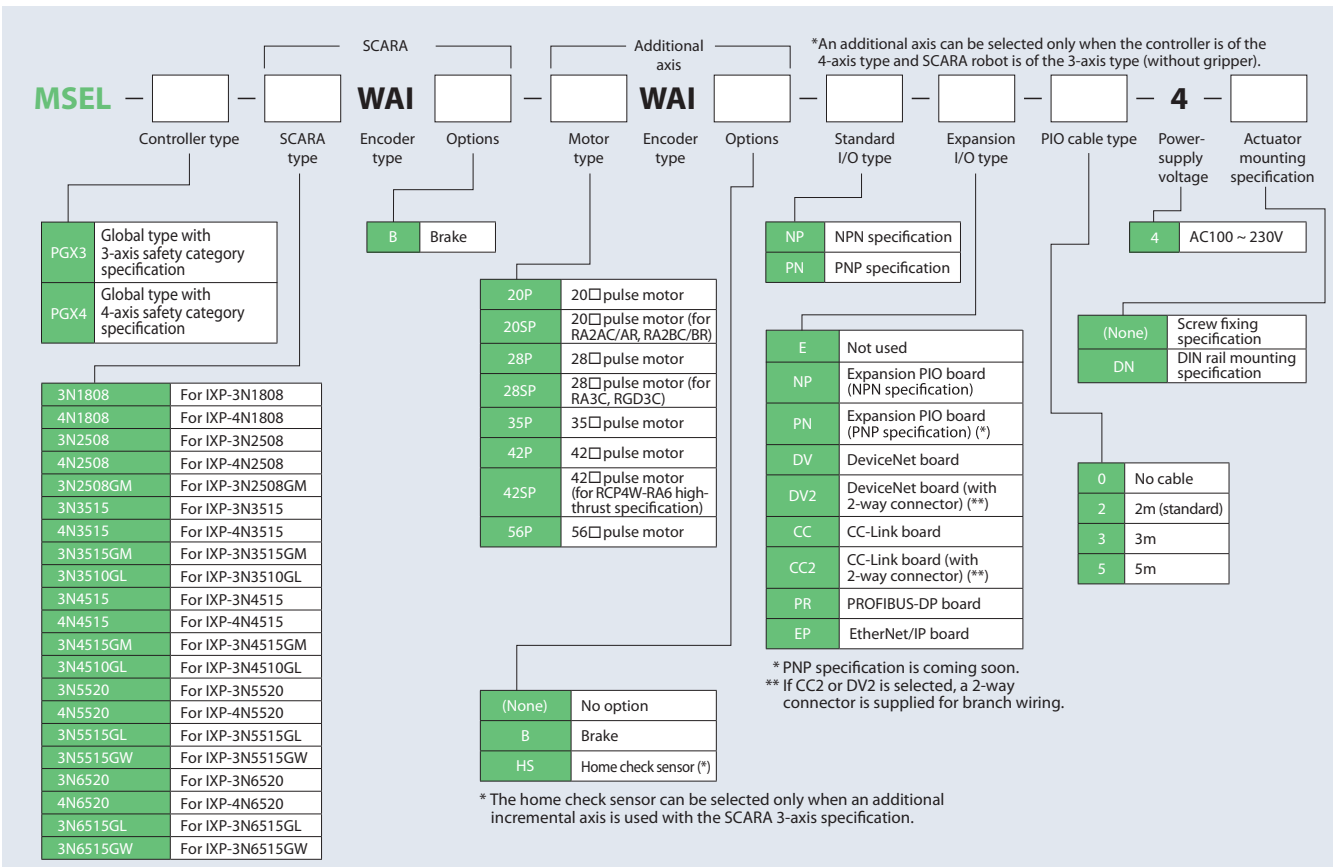 SCARA
Additional
axis
*An additional axis can be selected only when the controller is of the
4-axis type and SCARA robot is of the 3-axis type (without gripper).
MSEL – – WAI – WAI – – – – 4 –
Controller type
SCARA
type
Encoder
type
Options
Motor
type
Encoder
type
Options
Standard
I/O type
Expansion
I/O type
PIO cable type
Power-
supply
voltage
Actuator
mounting
specification
PGX3 Global type with
3-axis safety category
specification
PGX4 Global type with
4-axis safety category
specification
3N1808 For IXP-3N1808
4N1808 For IXP-4N1808
3N2508 For IXP-3N2508
4N2508 For IXP-4N2508
3N2508GM For IXP-3N2508GM
3N3515 For IXP-3N3515
4N3515 For IXP-4N3515
3N3515GM For IXP-3N3515GM
3N3510GL For IXP-3N3510GL
3N4515 For IXP-3N4515
4N4515 For IXP-4N4515
3N4515GM For IXP-3N4515GM
3N4510GL For IXP-3N4510GL
3N5520 For IXP-3N5520
4N5520 For IXP-4N5520
3N5515GL For IXP-3N5515GL
3N5515GW For IXP-3N5515GW
3N6520 For IXP-3N6520
4N6520 For IXP-4N6520
3N6515GL For IXP-3N6515GL
3N6515GW For IXP-3N6515GW
B Brake
20P 20□ pulse motor
20SP 20□ pulse motor (for
RA2AC/AR, RA2BC/BR)
28P 28□ pulse motor
28SP 28□ pulse motor (for
RA3C, RGD3C)
35P 35□ pulse motor
42P 42□ pulse motor
42SP 42□ pulse motor
(for RCP4W-RA6 high-
thrust specification)
56P 56□ pulse motor
(None) No option
B Brake
HS Home check sensor (*)
* The home check sensor can be selected only when an additional
incremental axis is used with the SCARA 3-axis specification.
NP NPN specification
PN PNP specification
E Not used
NP Expansion PIO board
(NPN specification)
PN Expansion PIO board
(PNP specification) (*)
DV DeviceNet board
DV2 DeviceNet board (with
2-way connector) (**)
CC CC-Link board
CC2 CC-Link board (with
2-way connector) (**)
PR PROFIBUS-DP board
EP EtherNet/IP board
* PNP specification is coming soon.
** If CC2 or DV2 is selected, a 2-way
connector is supplied for branch wiring.
4 AC100 ~ 230V
(None) Screw fixing
specification
DN DIN rail mounting
specification
0 No cable
2 2m (standard)
3 3m
5 5m